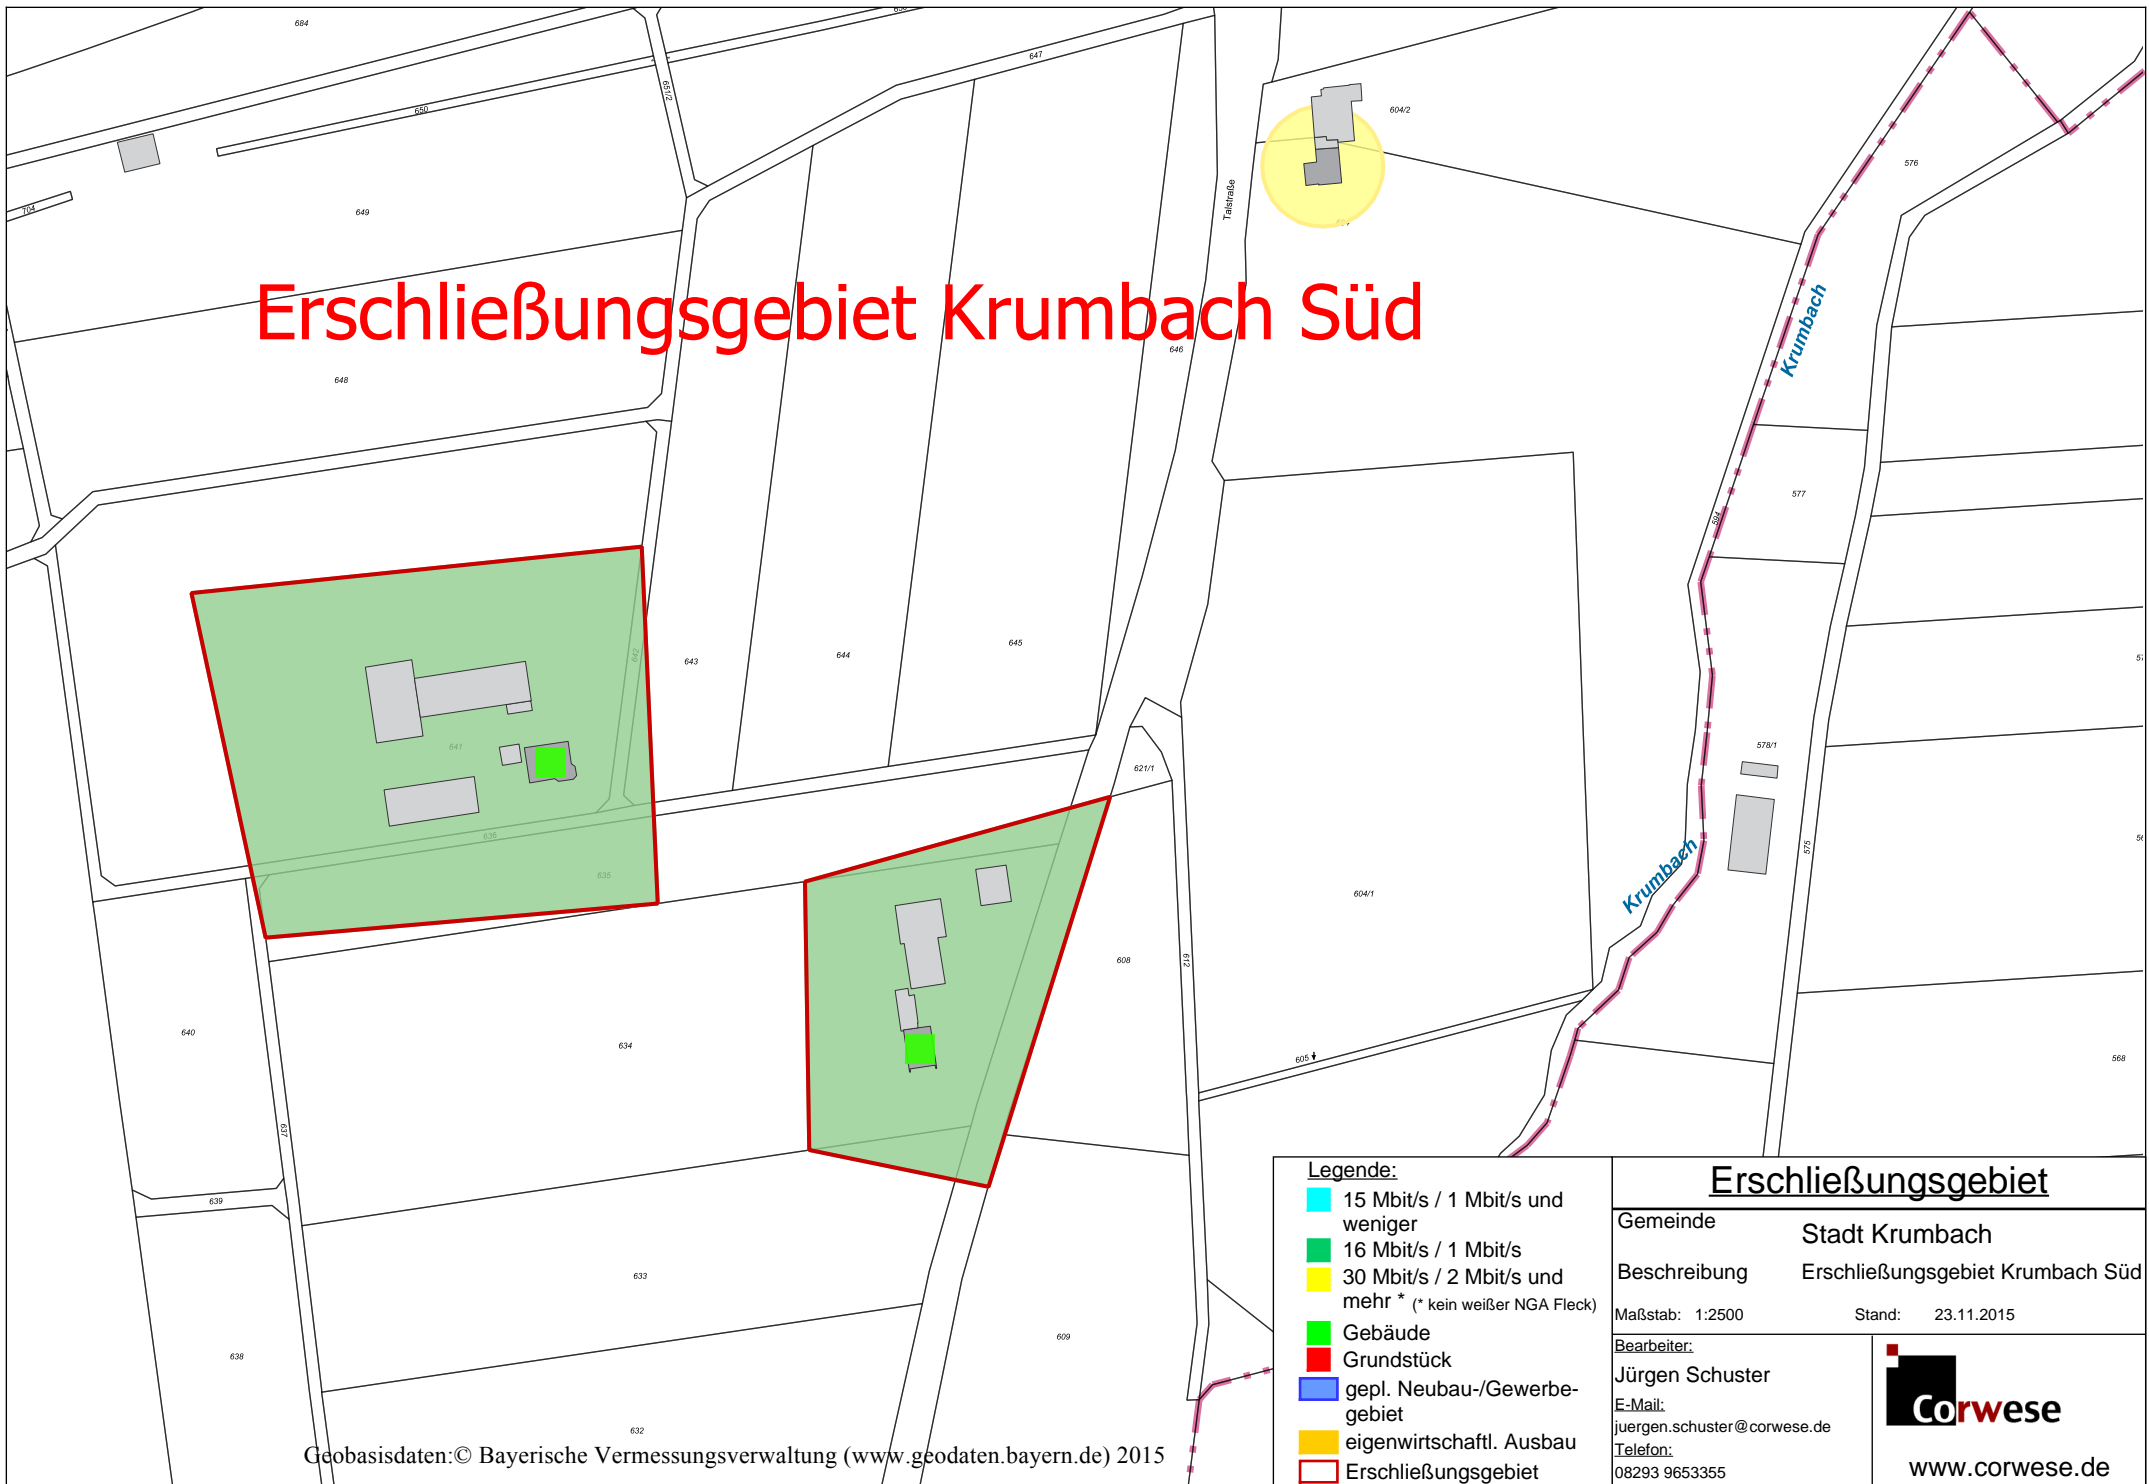 684
647
650
651/2
604/2
576
704
649
Talstraße
Erschließungsgebiet Krumbach Süd
Krumbach
646
648
577
594
642
643
644
645
641
621/1
578/1
636
635
575
Krumbach
604/1
608
612
640
634
605
568
637
639
633
609
638
632
Geobasisdaten:© Bayerische Vermessungsverwaltung (www.geodaten.bayern.de) 2015
Legende:
15 Mbit/s / 1 Mbit/s und
weniger
16 Mbit/s / 1 Mbit/s
30 Mbit/s / 2 Mbit/s und
mehr * (* kein weißer NGA Fleck)
Gebäude
Grundstück
gepl. Neubau-/Gewerbe-
gebiet
eigenwirtschaftl. Ausbau
Erschließungsgebiet
Erschließungsgebiet
Gemeinde Stadt Krumbach
Beschreibung Erschließungsgebiet Krumbach Süd
Maßstab: 1:2500 Stand: 23.11.2015
Bearbeiter:
Jürgen Schuster
E-Mail:
juergen.schuster@corwese.de
Telefon:
08293 9653355
Corwese
www.corwese.de